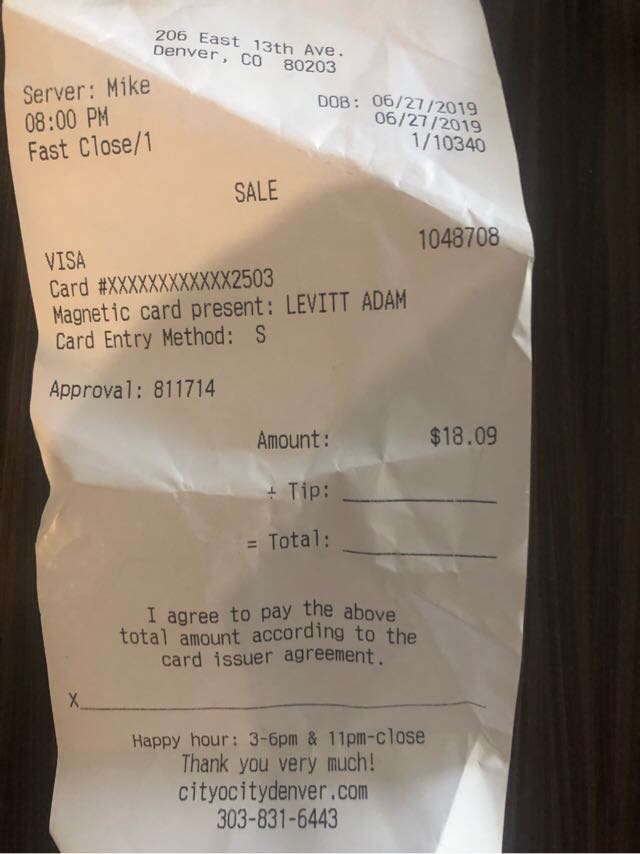 206 East 13th Ave.
Denver, CO 80203
Server: Mike
DOB: 06/27/2019
08:00 PM
06/27/2019
Fast Close/1
1/10340
SALE
1048708
VISA
Card #XXXXXXXXXXXX2503
Magnetic card present: LEVITT ADAM
Card Entry Method: S
Approval: 811714
Amount: $18.09
+ Tip:
= Total:
I agree to pay the above
total amount according to the
card issuer agreement.
X
Happy hour: 3-6pm & 11pm-close
Thank you very much!
cityocitydenver.com
303-831-6443